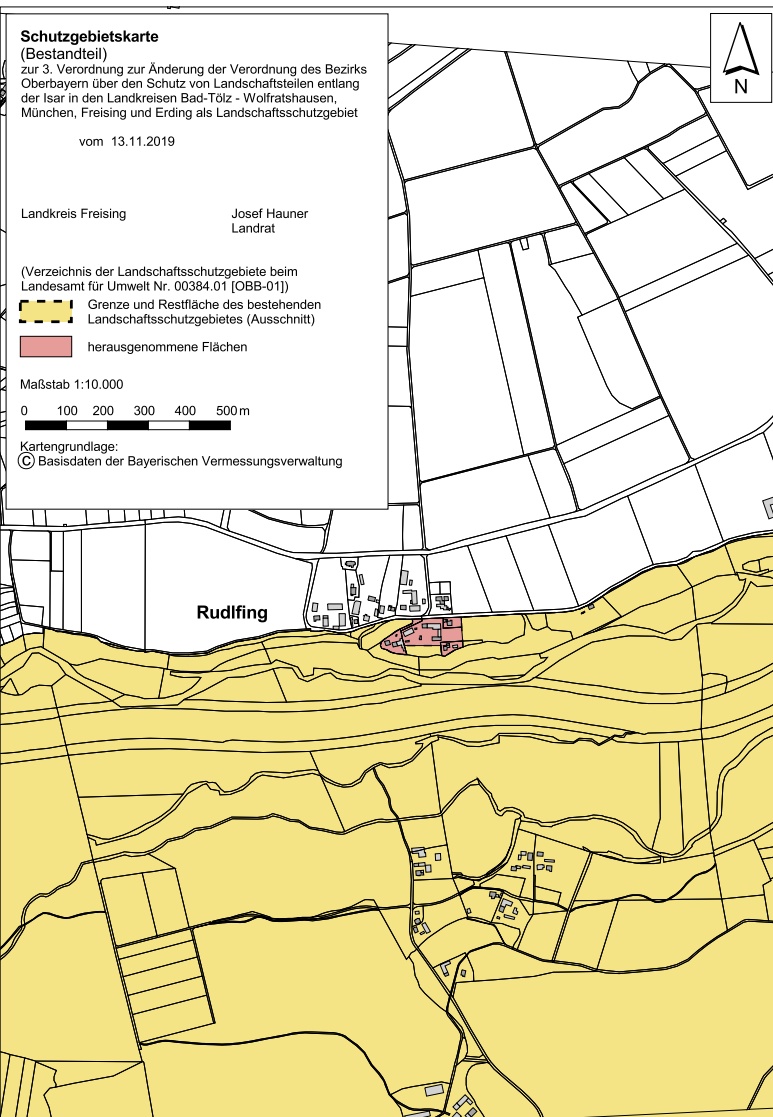 Schutzgebietskarte
(Bestandteil)
zur 3. Verordnung zur Änderung der Verordnung des Bezirks
Oberbayern über den Schutz von Landschaftsteilen entlang
der Isar in den Landkreisen Bad-Tölz - Wolfratshausen,
München, Freising und Erding als Landschaftsschutzgebiet
vom 13.11.2019
Landkreis Freising
Josef Hauner
Landrat
(Verzeichnis der Landschaftsschutzgebiete beim
Landesamt für Umwelt Nr. 00384.01 [OBB-01])
Grenze und Restfläche des bestehenden
Landschaftsschutzgebietes (Ausschnitt)
herausgenommene Flächen
Maßstab 1:10.000
0 100 200 300 400 500 m
Kartengrundlage:
© Basisdaten der Bayerischen Vermessungsverwaltung
N
Rudlfing